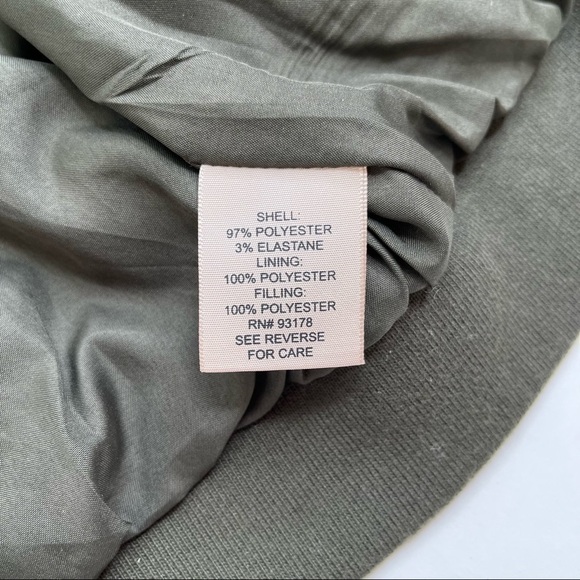 SHELL:
97% POLYESTER
3% ELASTANE
LINING:
100% POLYESTER
FILLING:
100% POLYESTER
RN# 93178
SEE REVERSE
FOR CARE